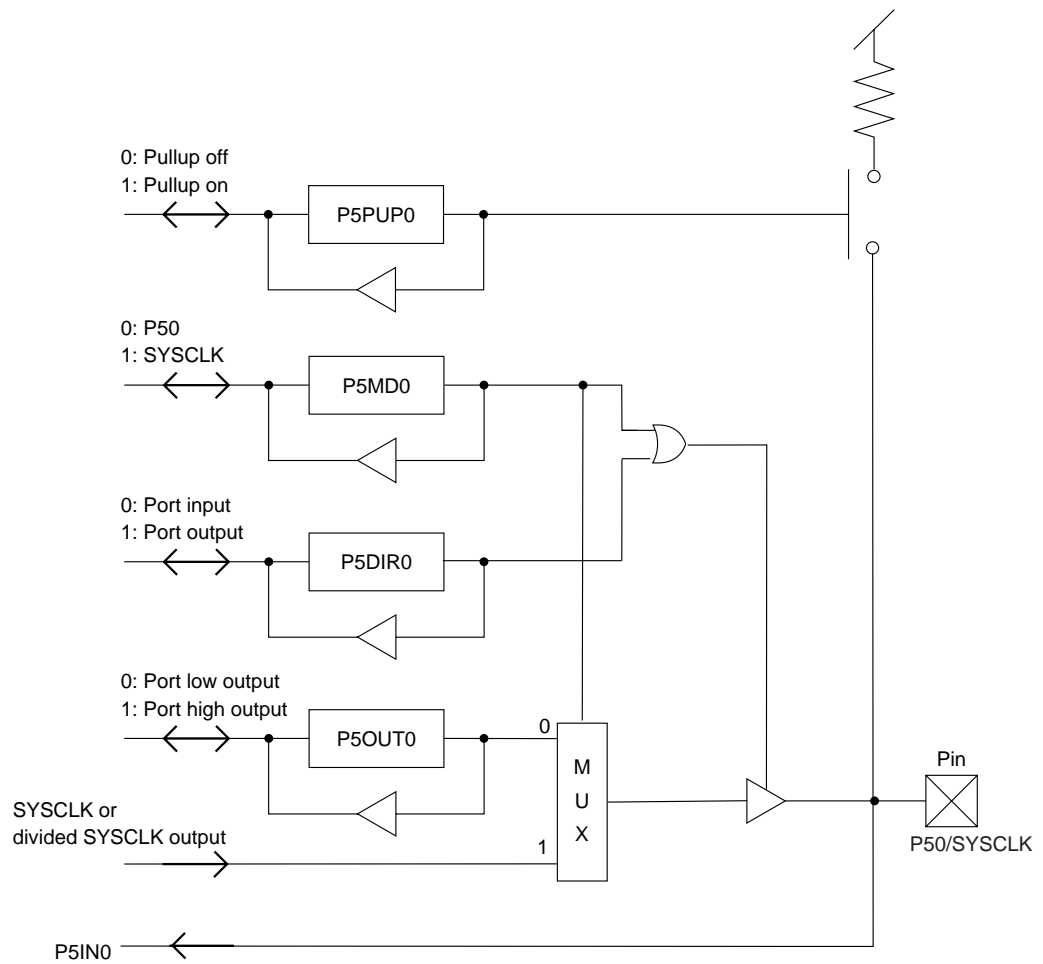 0: Pullup off
1: Pullup on
P5PUP0
0: P50
1: SYSCLK
P5MD0
0: Port input
1: Port output
P5DIR0
0: Port low output
1: Port high output
P5OUT0
0
M
U
X
1
SYSCLK or
divided SYSCLK output
Pin
P50/SYSCLK
P5IN0